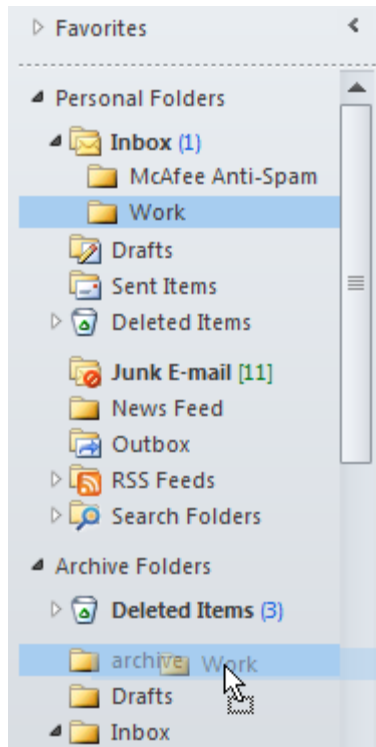 Favorites
Personal Folders
Inbox (1)
McAfee Anti-Spam
Work
Drafts
Sent Items
Deleted Items
Junk E-mail [11]
News Feed
Outbox
RSS Feeds
Search Folders
Archive Folders
Deleted Items (3)
archive Work
Drafts
Inbox